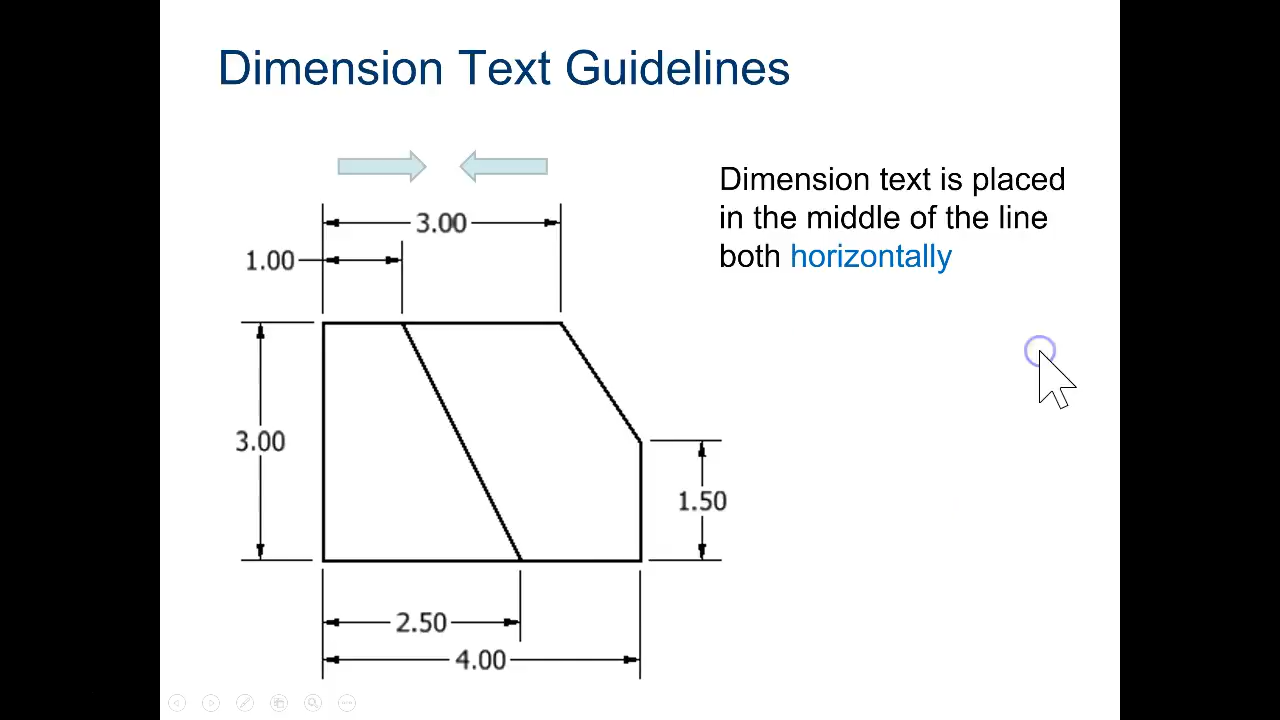 Dimension Text Guidelines
Dimension text is placed
in the middle of the line
both horizontally
3.00
1.00
3.00
1.50
2.50
4.00